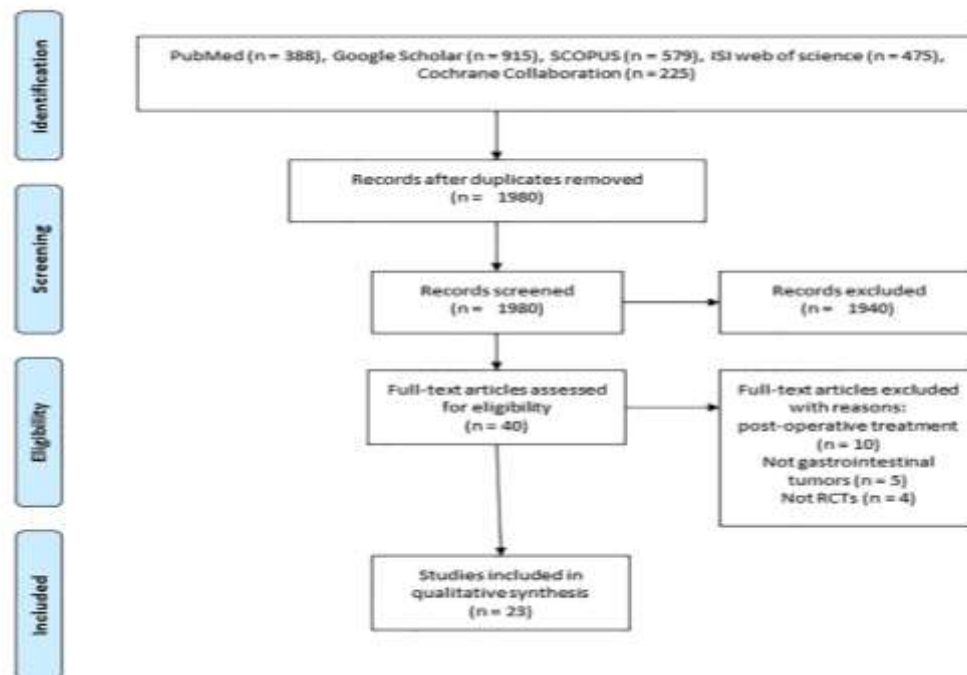 Identification
PubMed (n = 388), Google Scholar (n = 915), SCOPUS (n = 579), ISI web of science (n = 475),
Cochrane Collaboration (n = 225)
Records after duplicates removed
(n = 1980)
Screening
Records screened
(n = 1980)
Records excluded
(n = 1940)
Eligibility
Full-text articles assessed
for eligibility
(n = 40)
Full-text articles excluded
with reasons:
post-operative treatment
(n = 10)
Not gastrointestinal
tumors (n = 5)
Not RCTs (n = 4)
Included
Studies included in
qualitative synthesis
(n = 23)